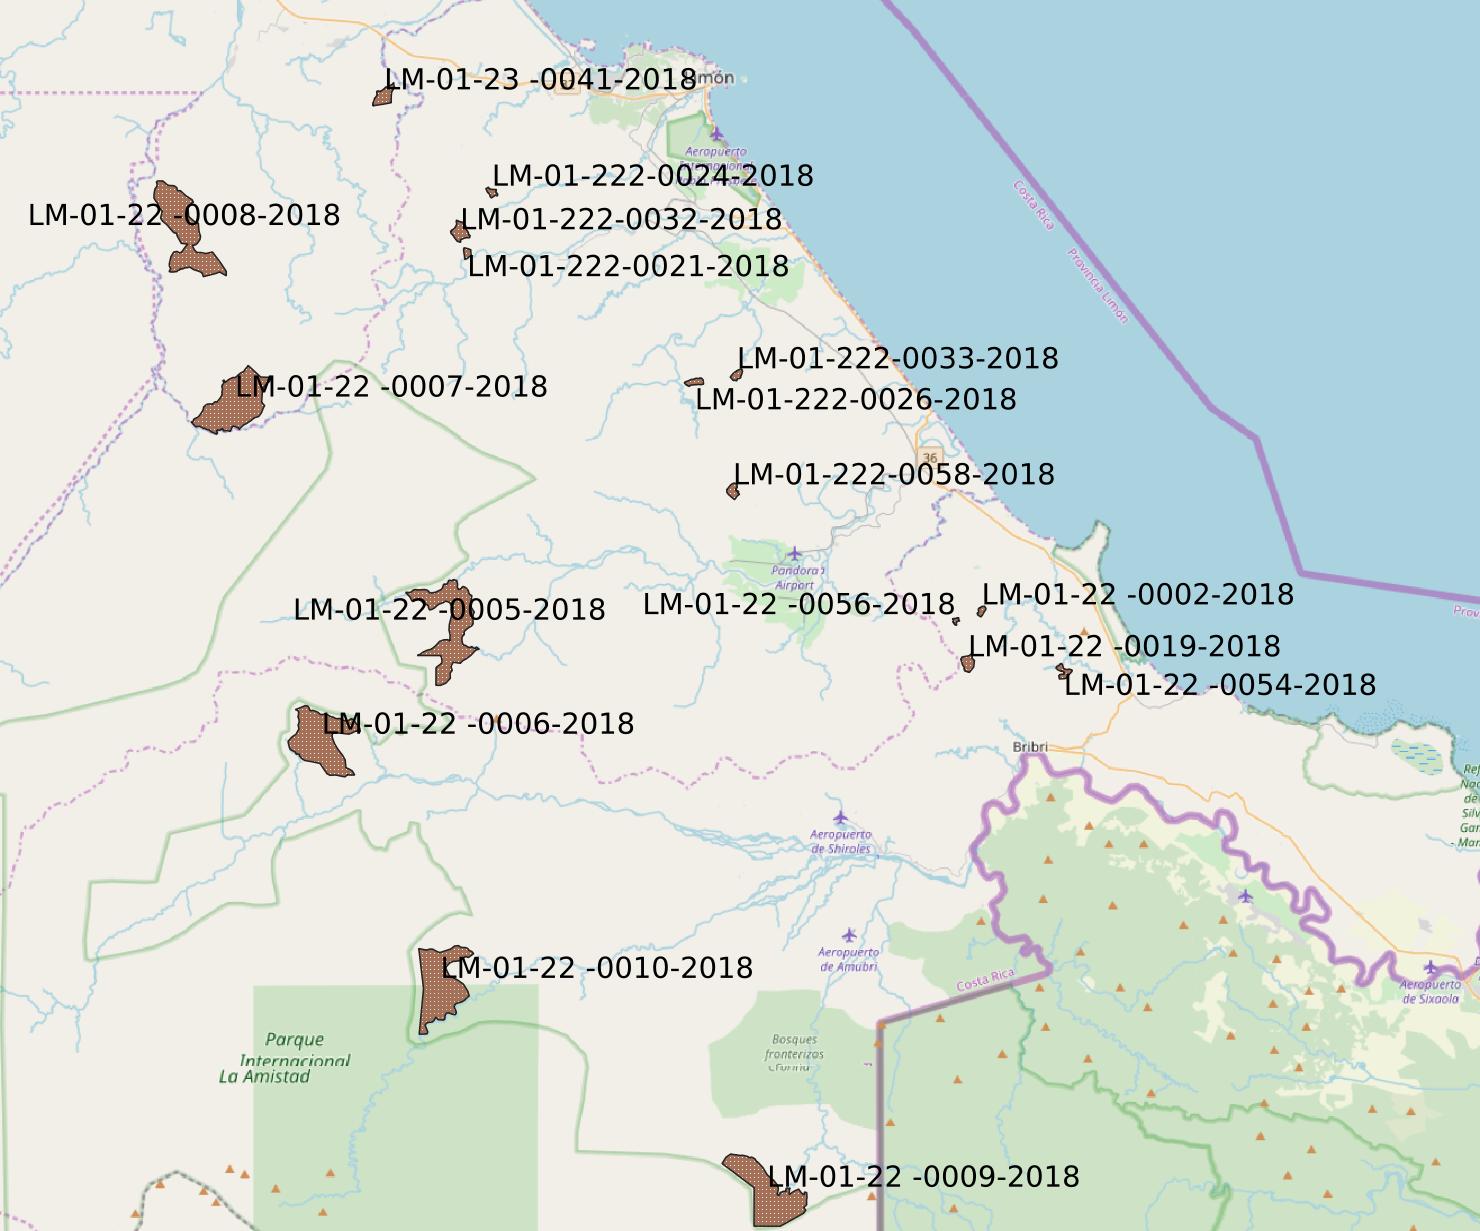 Limón
LM-01-23 -0041-2018
Aeropuerto
Internacional
LM-01-222-0024-2018
LM-01-22 -0008-2018
LM-01-222-0032-2018
LM-01-222-0021-2018
Costa Rica
Provincia Limón
LM-01-222-0033-2018
LM-01-22 -0007-2018
LM-01-222-0026-2018
36
LM-01-222-0058-2018
Pandora
Airport
LM-01-22 -0005-2018
LM-01-22 -0056-2018
LM-01-22 -0002-2018
Prov
LM-01-22 -0019-2018
LM-01-22 -0054-2018
LM-01-22 -0006-2018
Bribri
Aeropuerto
de Shiroles
Aeropuerto
de Amubri
LM-01-22 -0010-2018
Costa Rica
Aeropuerto
de Sixaola
Parque
Internacional
La Amistad
Bosques
fronterizos
LM-01-22 -0009-2018